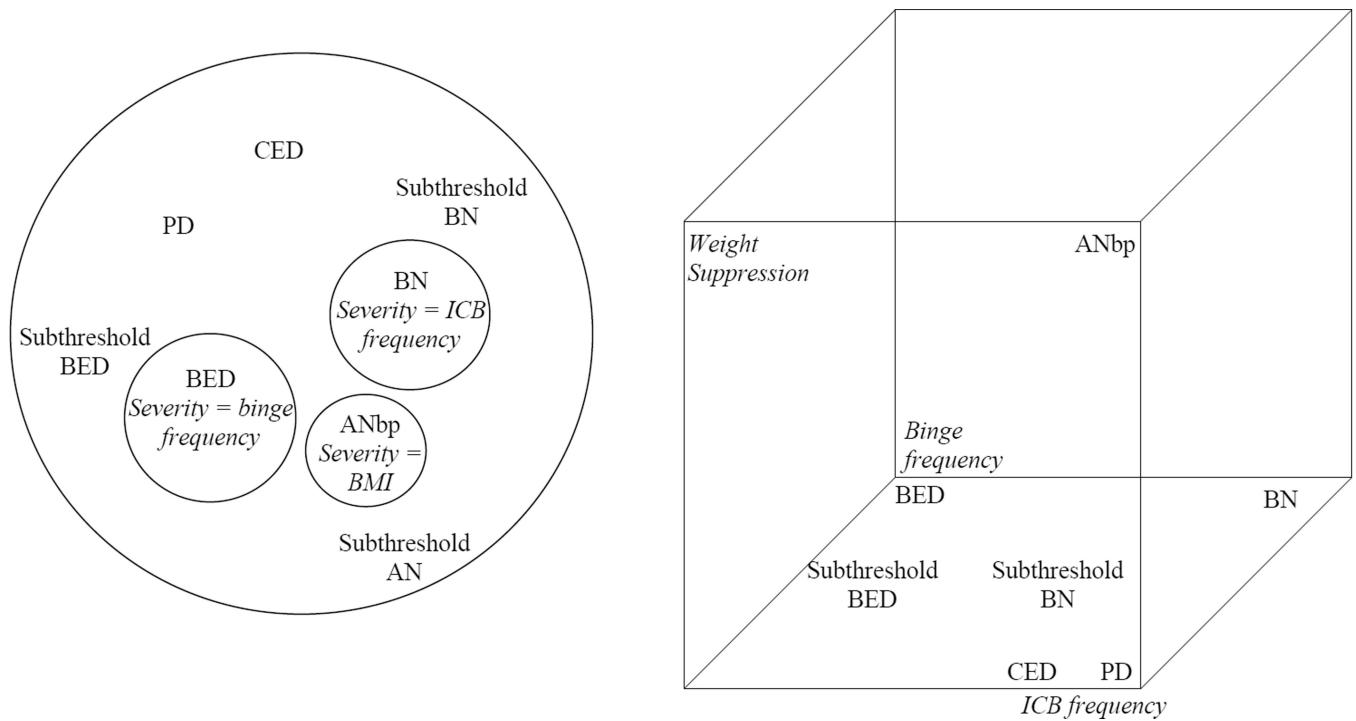 CED
Subthreshold
BN
PD
BN
Severity = ICB
frequency
Subthreshold
BED
BED
Severity = binge
frequency
ANbp
Severity =
BMI
Subthreshold
AN
Weight
Suppression
ANbp
Binge
frequency
BED
BN
Subthreshold
BED
Subthreshold
BN
CED
PD
ICB frequency